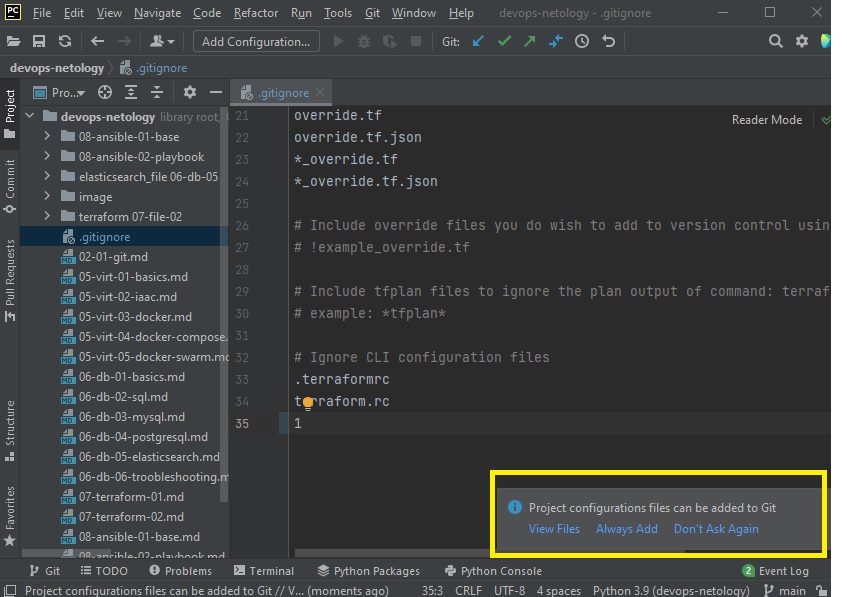 PC File Edit View Navigate Code Refactor Run Tools Git Window Help devops-netology - .gitignore
Add Configuration... Git:
devops-netology .gitignore
Project
Pro... .gitignore
devops-netology library root,
08-ansible-01-base
08-ansible-02-playbook
elasticsearch_file 06-db-05
image
terraform 07-file-02
.gitignore
02-01-git.md
05-virt-01-basics.md
05-virt-02-iaac.md
05-virt-03-docker.md
05-virt-04-docker-compose.
05-virt-05-docker-swarm.mc
06-db-01-basics.md
06-db-02-sql.md
06-db-03-mysql.md
06-db-04-postgresql.md
06-db-05-elasticsearch.md
06-db-06-troobleshooting.m
07-terraform-01.md
07-terraform-02.md
08-ansible-01-base.md
08-ansible-02-playbook.md
Commit
Pull Requests
Structure
Favorites
Reader Mode
21 override.tf
22 override.tf.json
23 *_override.tf
24 *_override.tf.json
25
26 # Include override files you do wish to add to version control usin
27 # !example_override.tf
28
29 # Include tfplan files to ignore the plan output of command: terraf
30 # example: *tfplan*
31
32 # Ignore CLI configuration files
33 .terraformrc
34 terraform.rc
35 1
Project configurations files can be added to Git
View Files Always Add Don't Ask Again
Git TODO Problems Terminal Python Packages Python Console 2 Event Log
Project configurations files can be added to Git // V... (moments ago) 35:3 CRLF UTF-8 4 spaces Python 3.9 (devops-netology) main